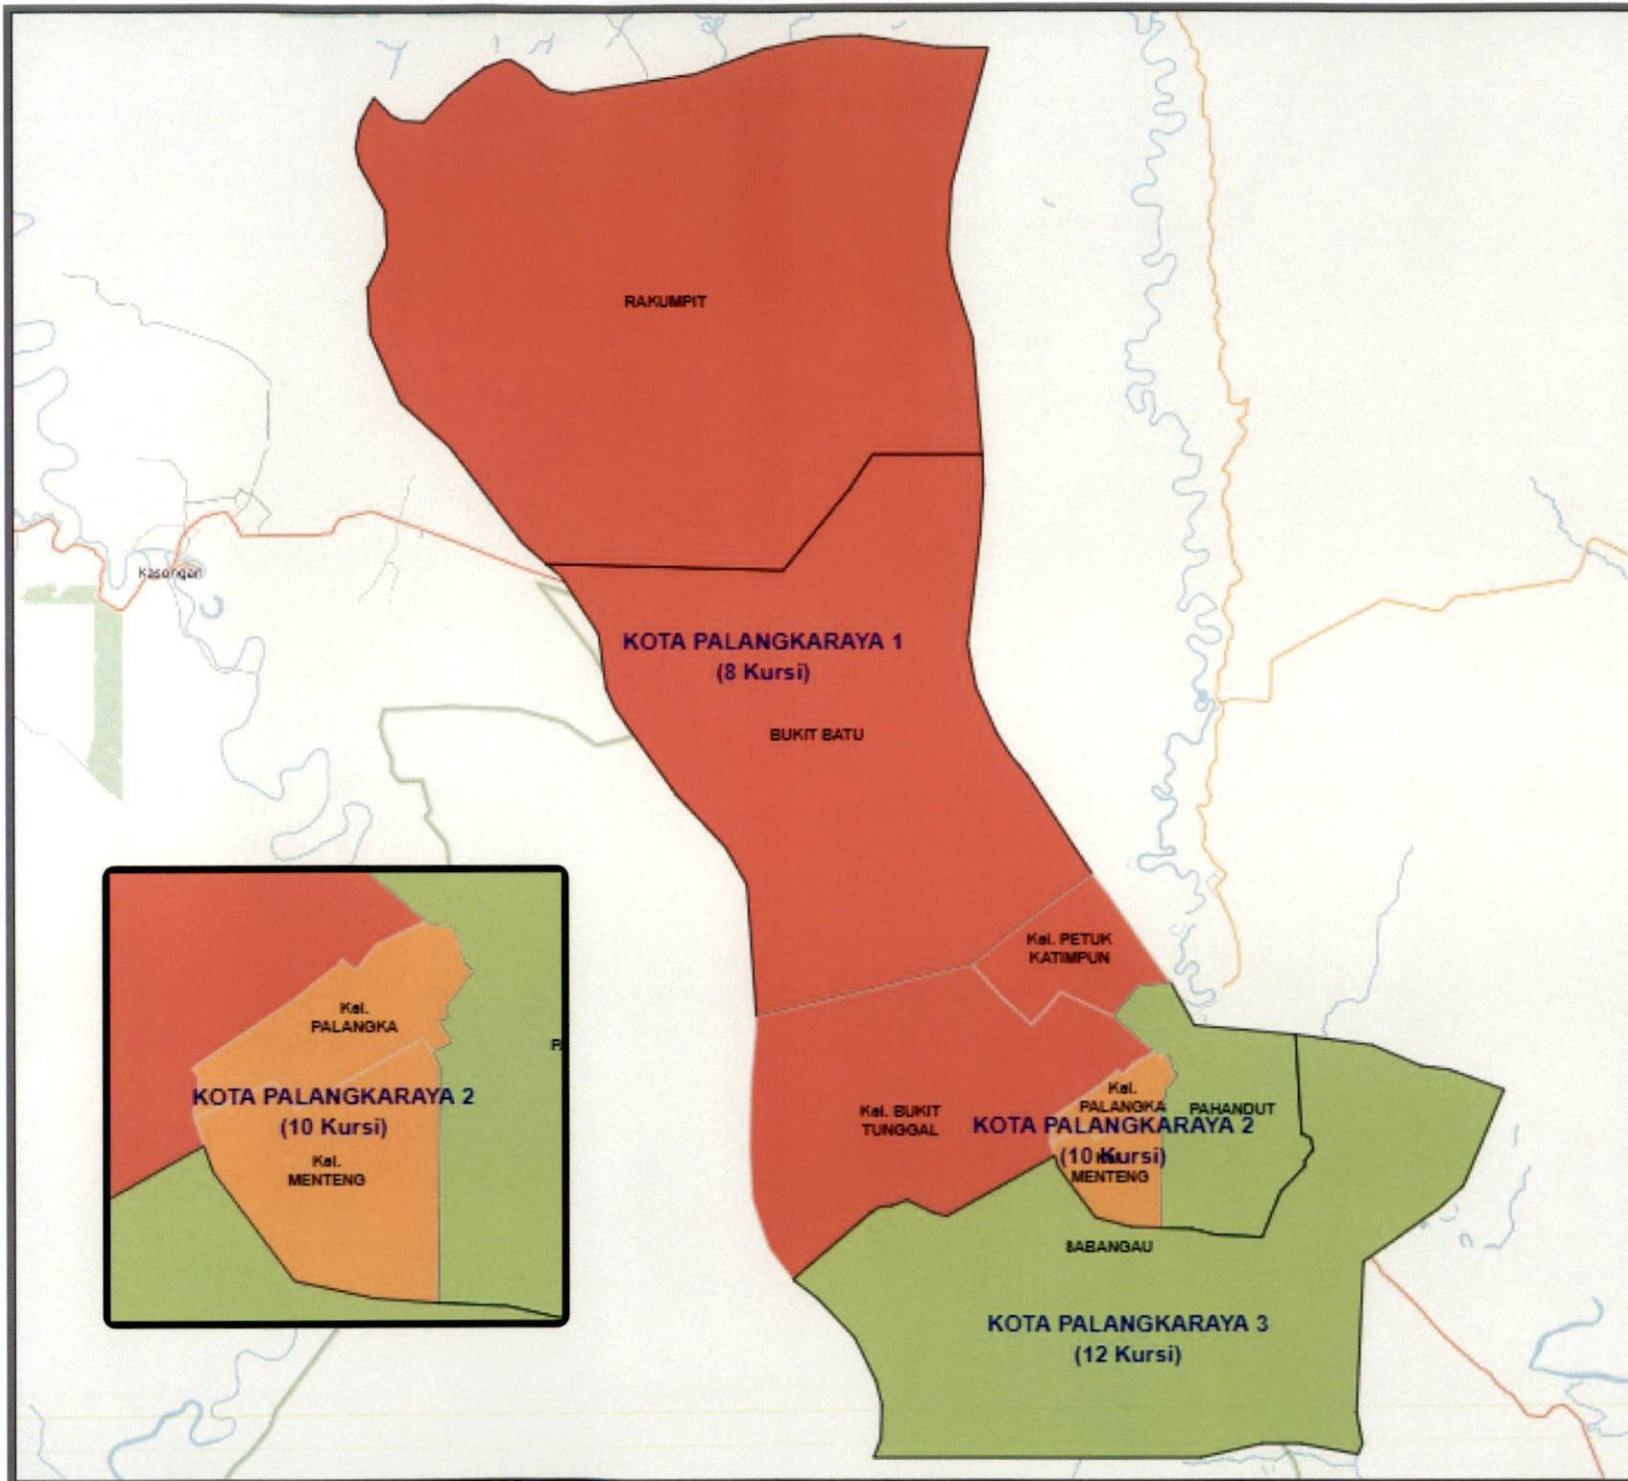 RAKUMPIT
Kasongan
KOTA PALANGKARAYA 1
(8 Kursi)
BUKIT BATU
Kel. PETUK
KATIMPUN
Kel. BUKIT
TUNGGAL
Kel.
PALANGKA
PAHANDUT
KOTA PALANGKARAYA 2
(10 Kursi)
MENTENG
SABANGAU
KOTA PALANGKARAYA 3
(12 Kursi)
Kel.
PALANGKA
KOTA PALANGKARAYA 2
(10 Kursi)
Kel.
MENTENG